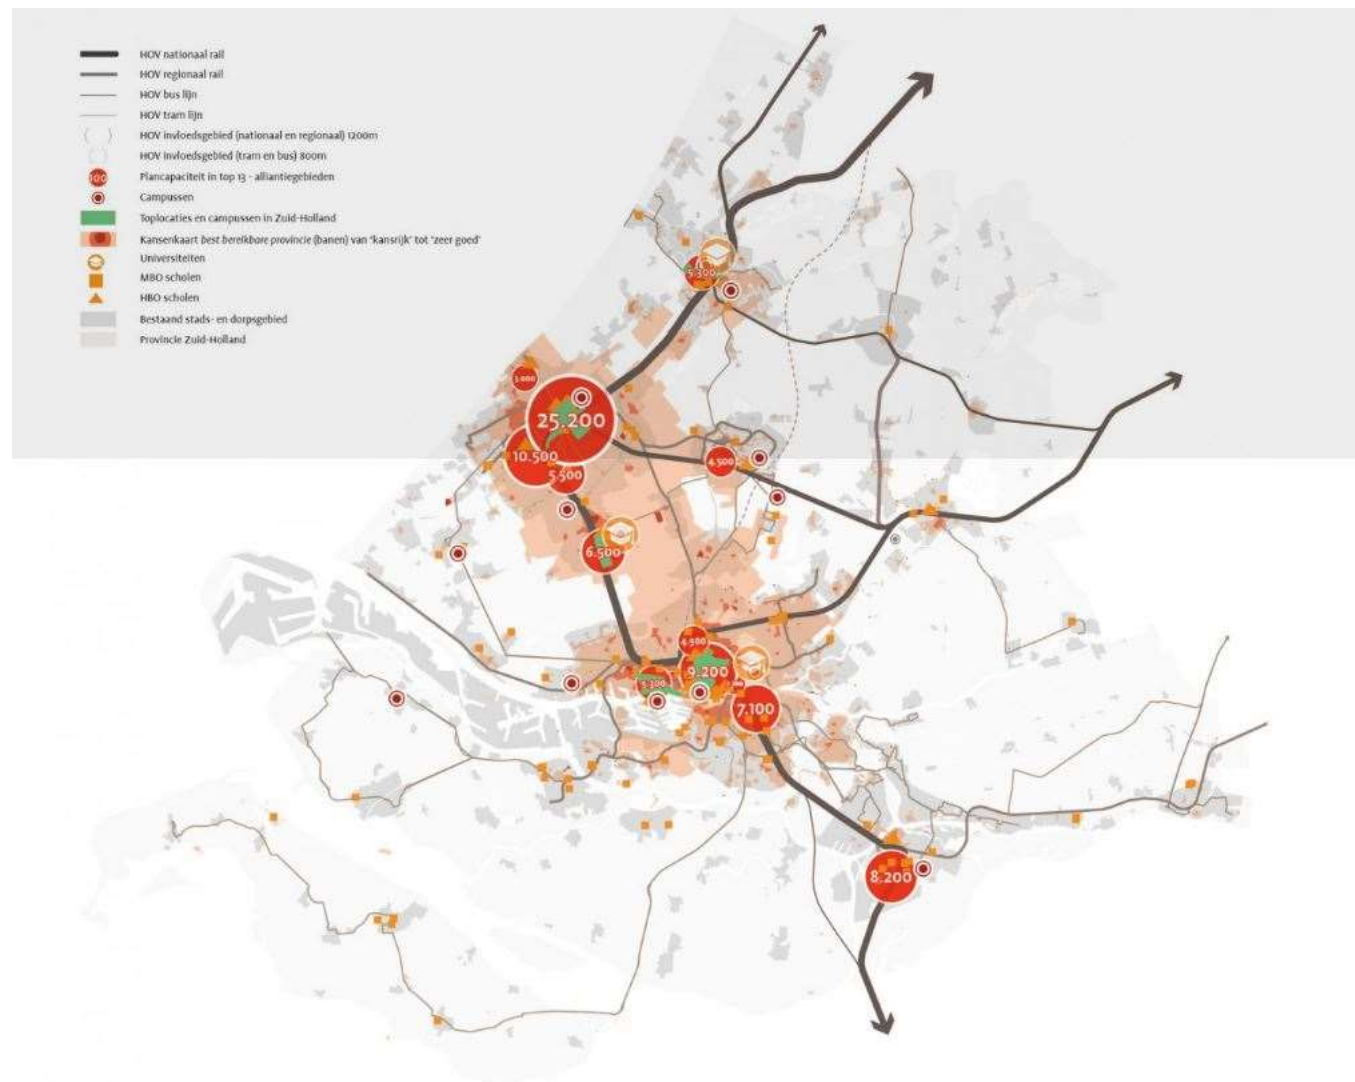 HOV nationaal rail
HOV regionaal rail
HOV bus lijn
HOV tram lijn
HOV invloedsgebied (nationaal en regionaal) 1200m
HOV invloedsgebied (tram en bus) 800m
100 Plancapaciteit in top 13 - alliantiegebieden
Campussen
Toplocaties en campussen in Zuid-Holland
Kansenkaart best bereikbare provincie (banen) van 'kansrijk' tot 'zeer goed'
Universiteiten
MBO scholen
HBO scholen
Bestaand stads- en dorpsgebied
Provincie Zuid-Holland
5.300
3.000
25.200
10.500
4.500
5.500
6.500
9.200
7.100
8.200